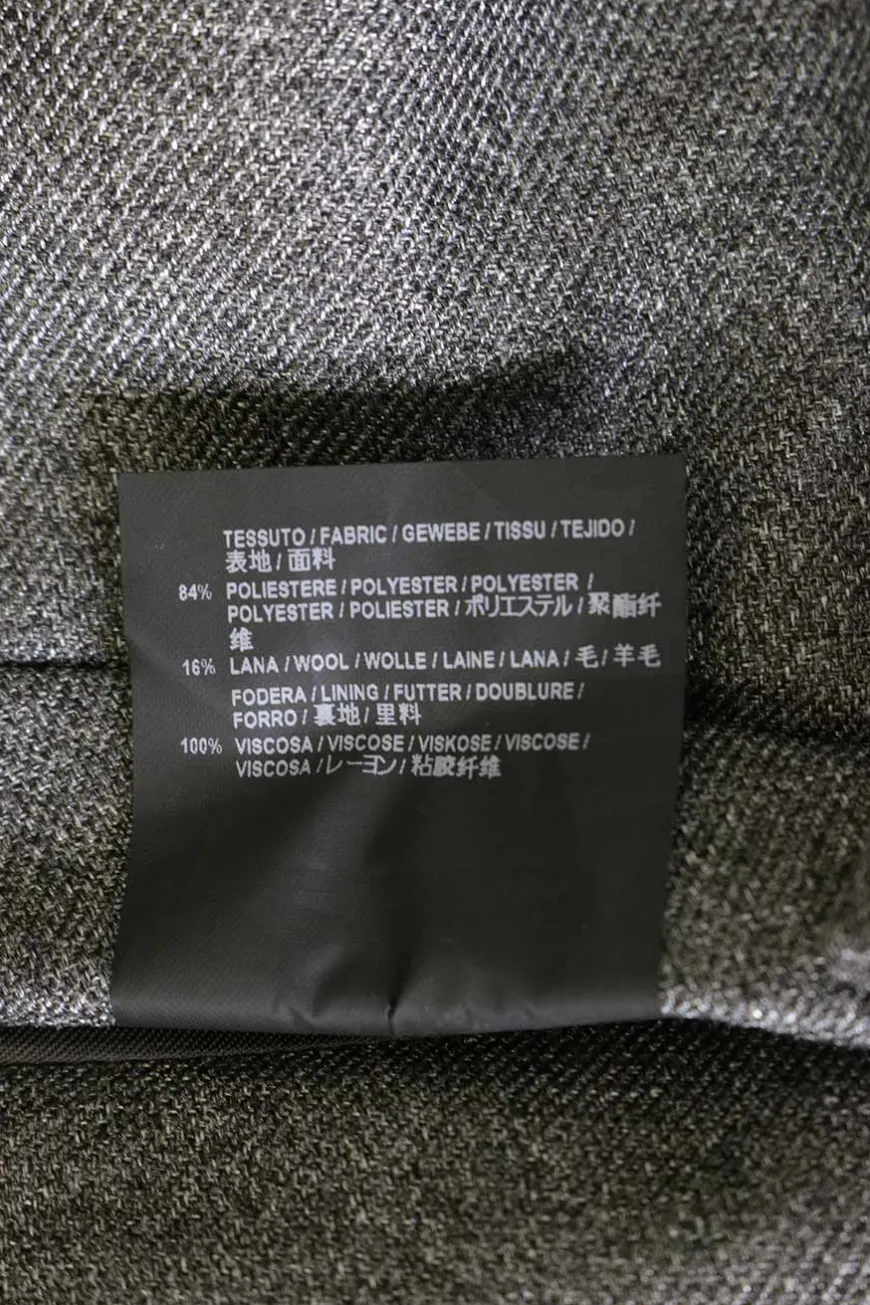 TESSUTO / FABRIC / GEWEBE / TISSU / TEJIDO /
表地 / 面料
84% POLIESTERE / POLYESTER / POLYESTER /
POLYESTER / POLIESTER / ポリエステル / 聚酯纤
维
16% LANA / WOOL / WOLLE / LAINE / LANA / 毛 / 羊毛
FODERA / LINING / FUTTER / DOUBLURE /
FORRO / 裏地 / 里料
100% VISCOSA / VISCOSE / VISKOSE / VISCOSE /
VISCOSA / レーヨン / 粘胶纤维